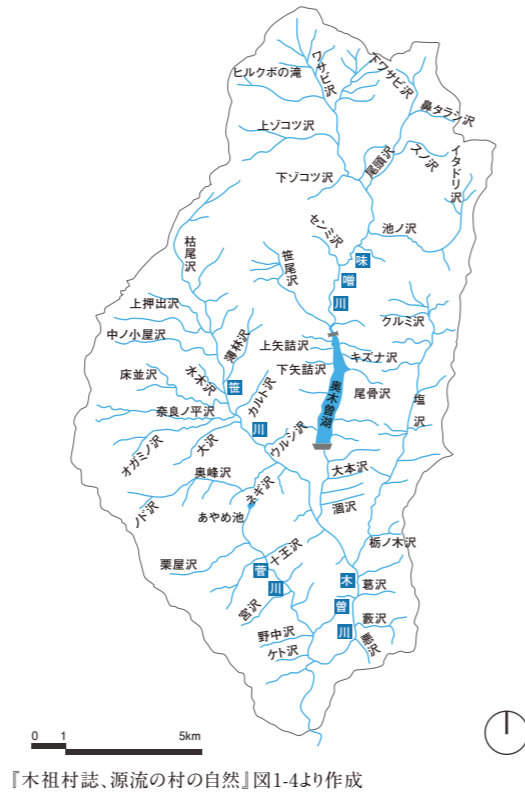 ワサビ沢
下ワサビ沢
ヒルクボの滝
鼻タラシ沢
上ゾコツ沢
尾頭沢
スノ沢
イタドリ沢
下ゾコツ沢
センミ沢
池ノ沢
枯尾沢
笹尾沢
味
噌
川
上押出沢
クルミ沢
中ノ小屋沢
薄林沢
上矢詰沢
キズナ沢
床並沢
水木沢
笹
川
カルト沢
下矢詰沢
奥木曽湖
尾骨沢
塩沢
奈良ノ平沢
オガミノ沢
大沢
ウルシ沢
奥峰沢
ネギ沢
大本沢
ノド沢
涸沢
あやめ池
十王沢
栃ノ木沢
栗屋沢
菅
川
木
曽
川
葛沢
宮沢
藪沢
野中沢
悪沢
ケト沢
0 1 5km
『木祖村誌、源流の村の自然』図1-4より作成